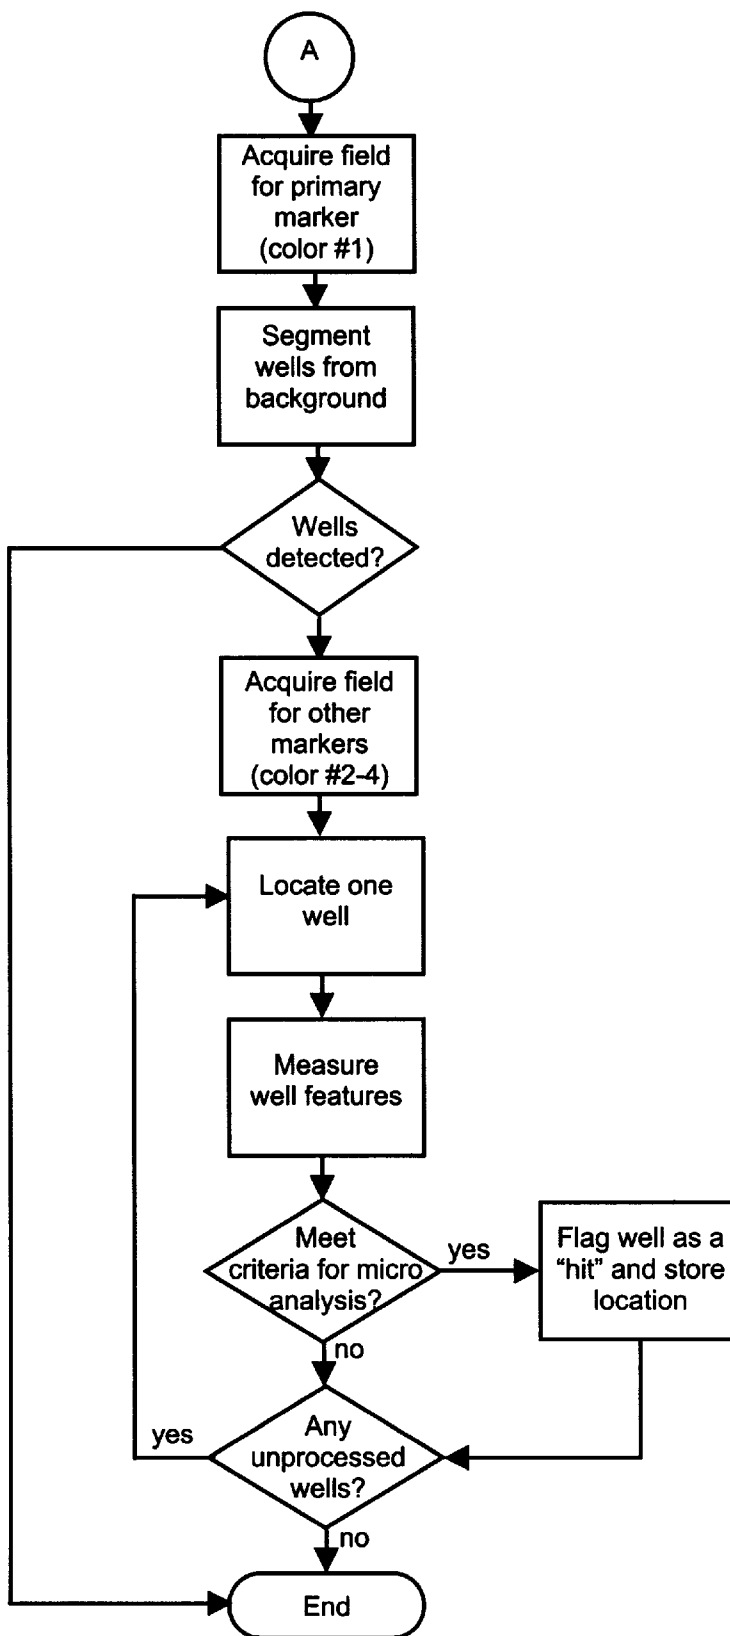 A
Acquire field
for primary
marker
(color #1)
Segment
wells from
background
Wells
detected?
Acquire field
for other
markers
(color #2-4)
Locate one
well
Measure
well features
Meet
criteria for micro
analysis?
yes
Flag well as a
“hit” and store
location
no
Any
unprocessed
wells?
yes
no
End